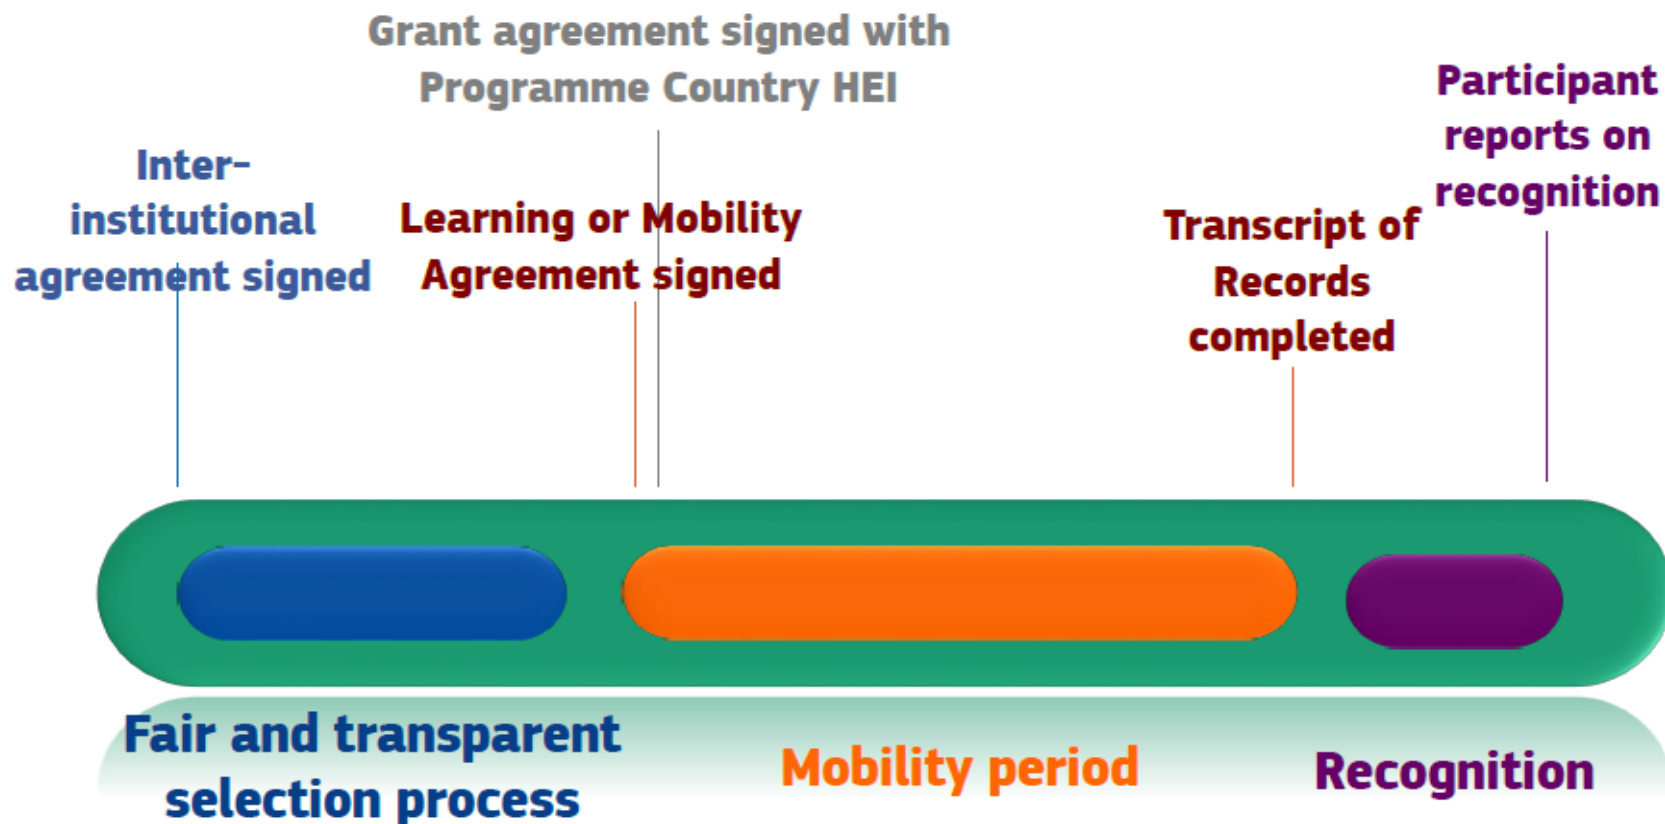 Grant agreement signed with
Programme Country HEI
Inter-
institutional
agreement signed
Learning or Mobility
Agreement signed
Transcript of
Records
completed
Participant
reports on
recognition
Fair and transparent
selection process
Mobility period
Recognition